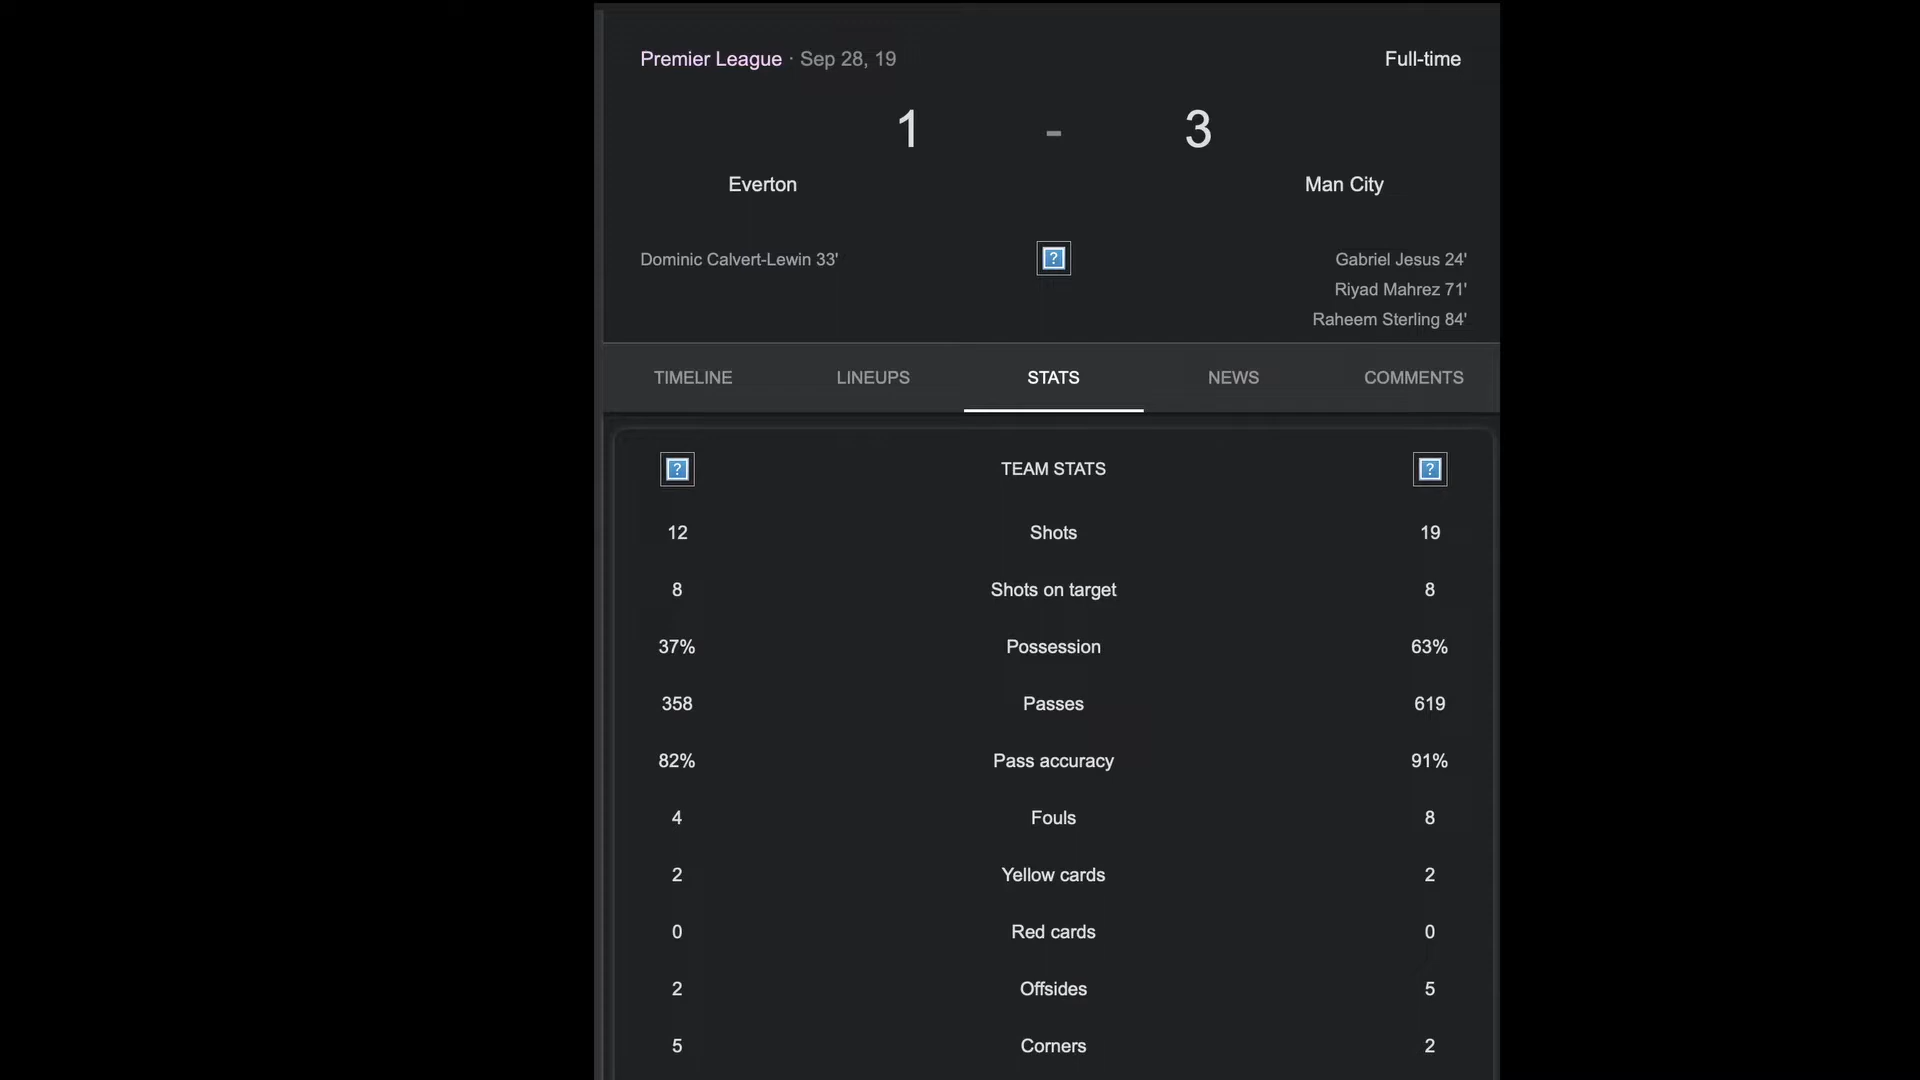 Premier League · Sep 28, 19 Full-time
1 - 3
Everton Man City
Dominic Calvert-Lewin 33' Gabriel Jesus 24'
Riyad Mahrez 71'
Raheem Sterling 84'
TIMELINE LINEUPS STATS NEWS COMMENTS
TEAM STATS
12 Shots 19
8 Shots on target 8
37% Possession 63%
358 Passes 619
82% Pass accuracy 91%
4 Fouls 8
2 Yellow cards 2
0 Red cards 0
2 Offsides 5
5 Corners 2